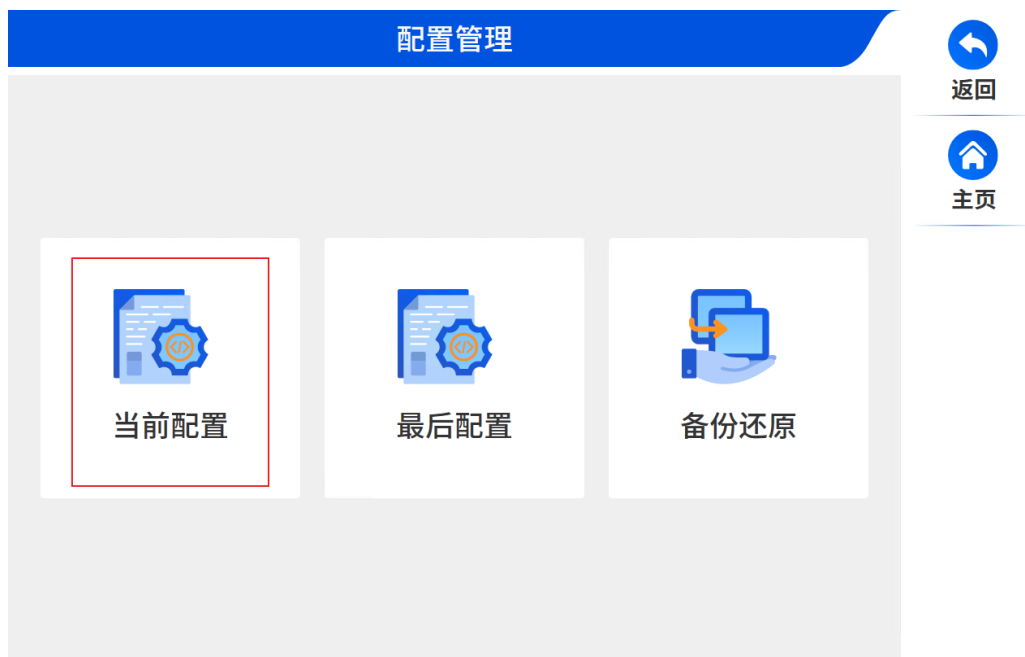 配置管理
返回
主页
当前配置
最后配置
备份还原